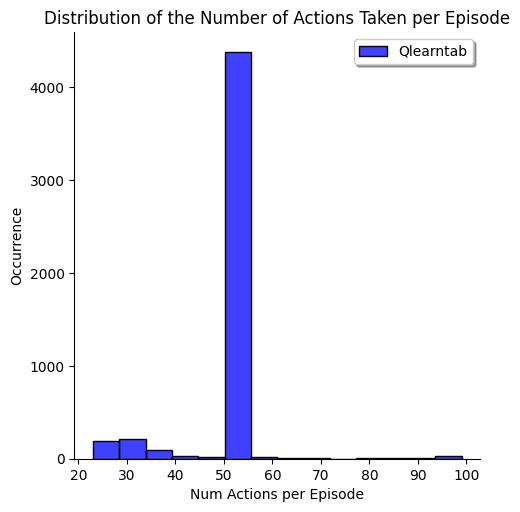 Distribution of the Number of Actions Taken per Episode
Qlearntab
4000
3000
2000
1000
0
Occurrence
20 30 40 50 60 70 80 90 100
Num Actions per Episode